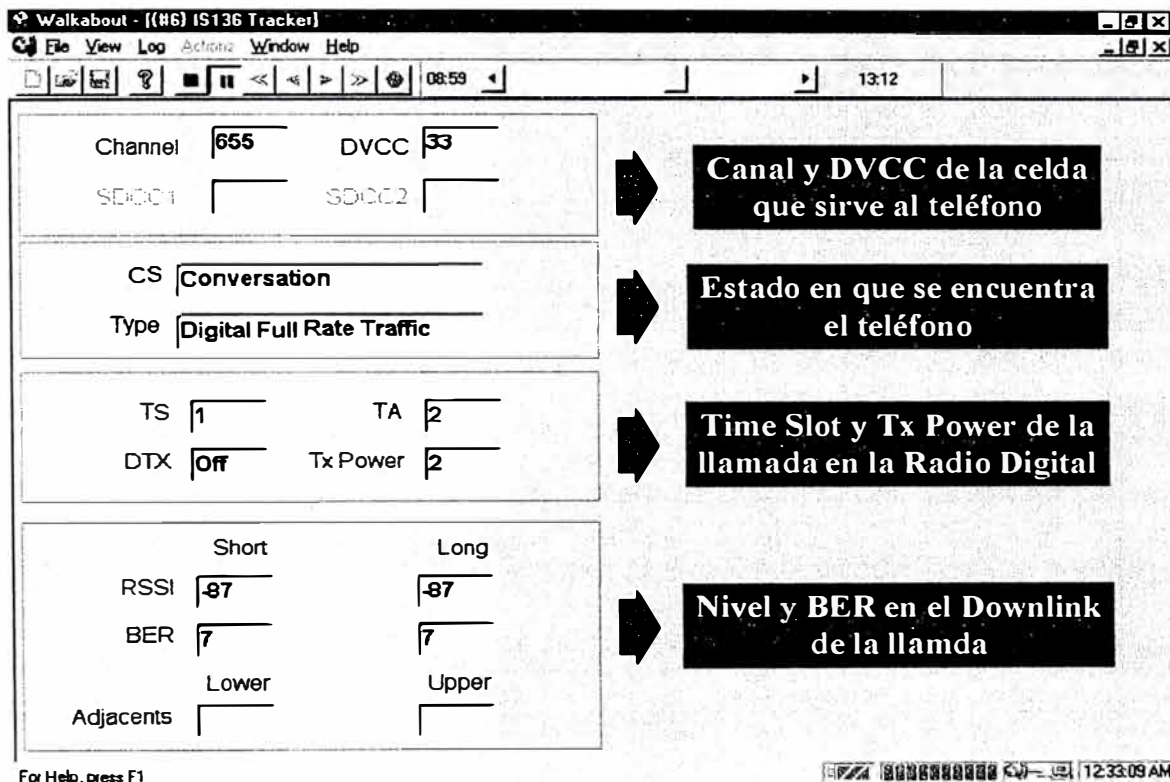 Walkabout - [(#6) IS136 Tracker]
File View Log Actions Window Help
08:59 13:12
Channel 655 DVCC 33
SDCC1 SDCC2
Canal y DVCC de la celda
que sirve al teléfono
CS Conversation
Type Digital Full Rate Traffic
Estado en que se encuentra
el teléfono
TS 1 TA 2
DTX Off Tx Power 2
Time Slot y Tx Power de la
llamada en la Radio Digital
Short Long
RSSI -87 -87
BER 7 7
Lower Upper
Adjacents
Nivel y BER en el Downlink
de la llamda
For Help, press F1
12:33:09 AM